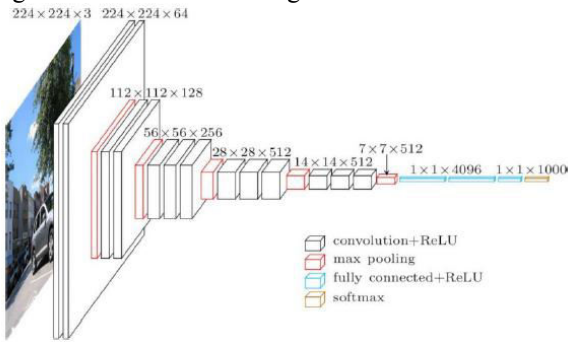 224×224×3 224×224×64
112×112×128
56×56×256
28×28×512
14×14×512
7×7×512
1×1×4096 1×1×1000
convolution+ReLU
max pooling
fully connected+ReLU
softmax